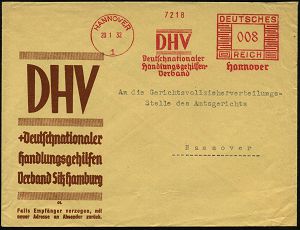 7218
HANNOVER
20.1.32
1
DHV
Deutschnationaler
Handlungsgehilfen-
Verband
DEUTSCHES
008
REICH
Hannover
DHV
Deutschnationaler
Handlungsgehilfen
Verband Sitz Hamburg
Falls Empfänger verzogen, mit
neuer Adresse an Absender zurück.
An die Gerichtsvollzieherverteilungs-
Stelle des Amtsgerichts
Hannover